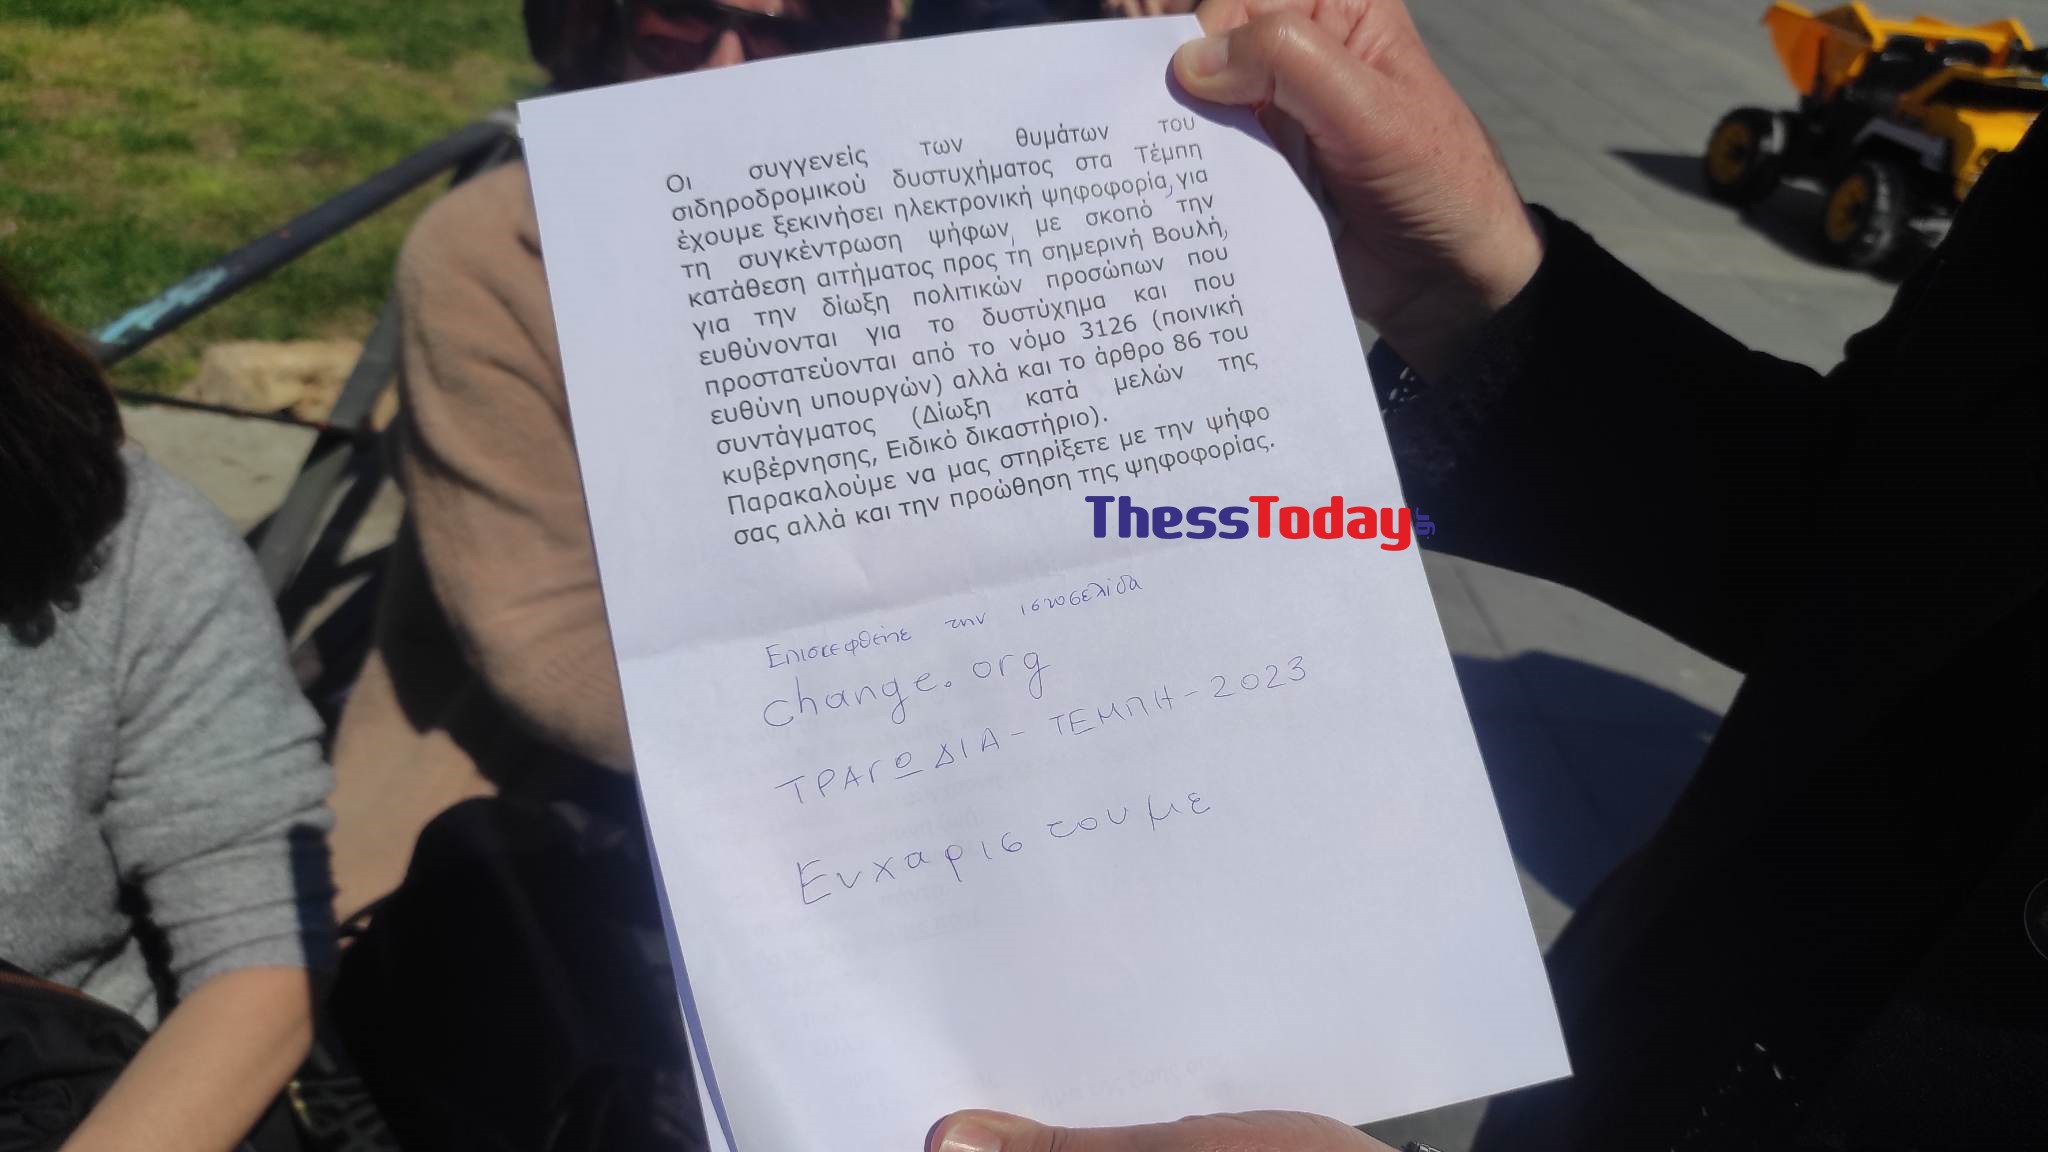 Οι συγγενείς των θυμάτων του
σιδηροδρομικού δυστυχήματος στα Τέμπη
έχουμε ξεκινήσει ηλεκτρονική ψηφοφορία, για
τη συγκέντρωση ψήφων, με σκοπό την
κατάθεση αιτήματος προς τη σημερινή Βουλή,
για την δίωξη πολιτικών προσώπων που
ευθύνονται για το δυστύχημα και που
προστατεύονται από το νόμο 3126 (ποινική
ευθύνη υπουργών) αλλά και το άρθρο 86 του
συντάγματος (Δίωξη κατά μελών της
κυβέρνησης, Ειδικό δικαστήριο).
Παρακαλούμε να μας στηρίξετε με την ψήφο
σας αλλά και την προώθηση της ψηφοφορίας.
ThessToday.gr
Επισκεφθείτε την ιστοσελίδα
change.org
ΤΡΑΓΩΔΙΑ - ΤΕΜΠΗ - 2023
Ευχαριστουμε